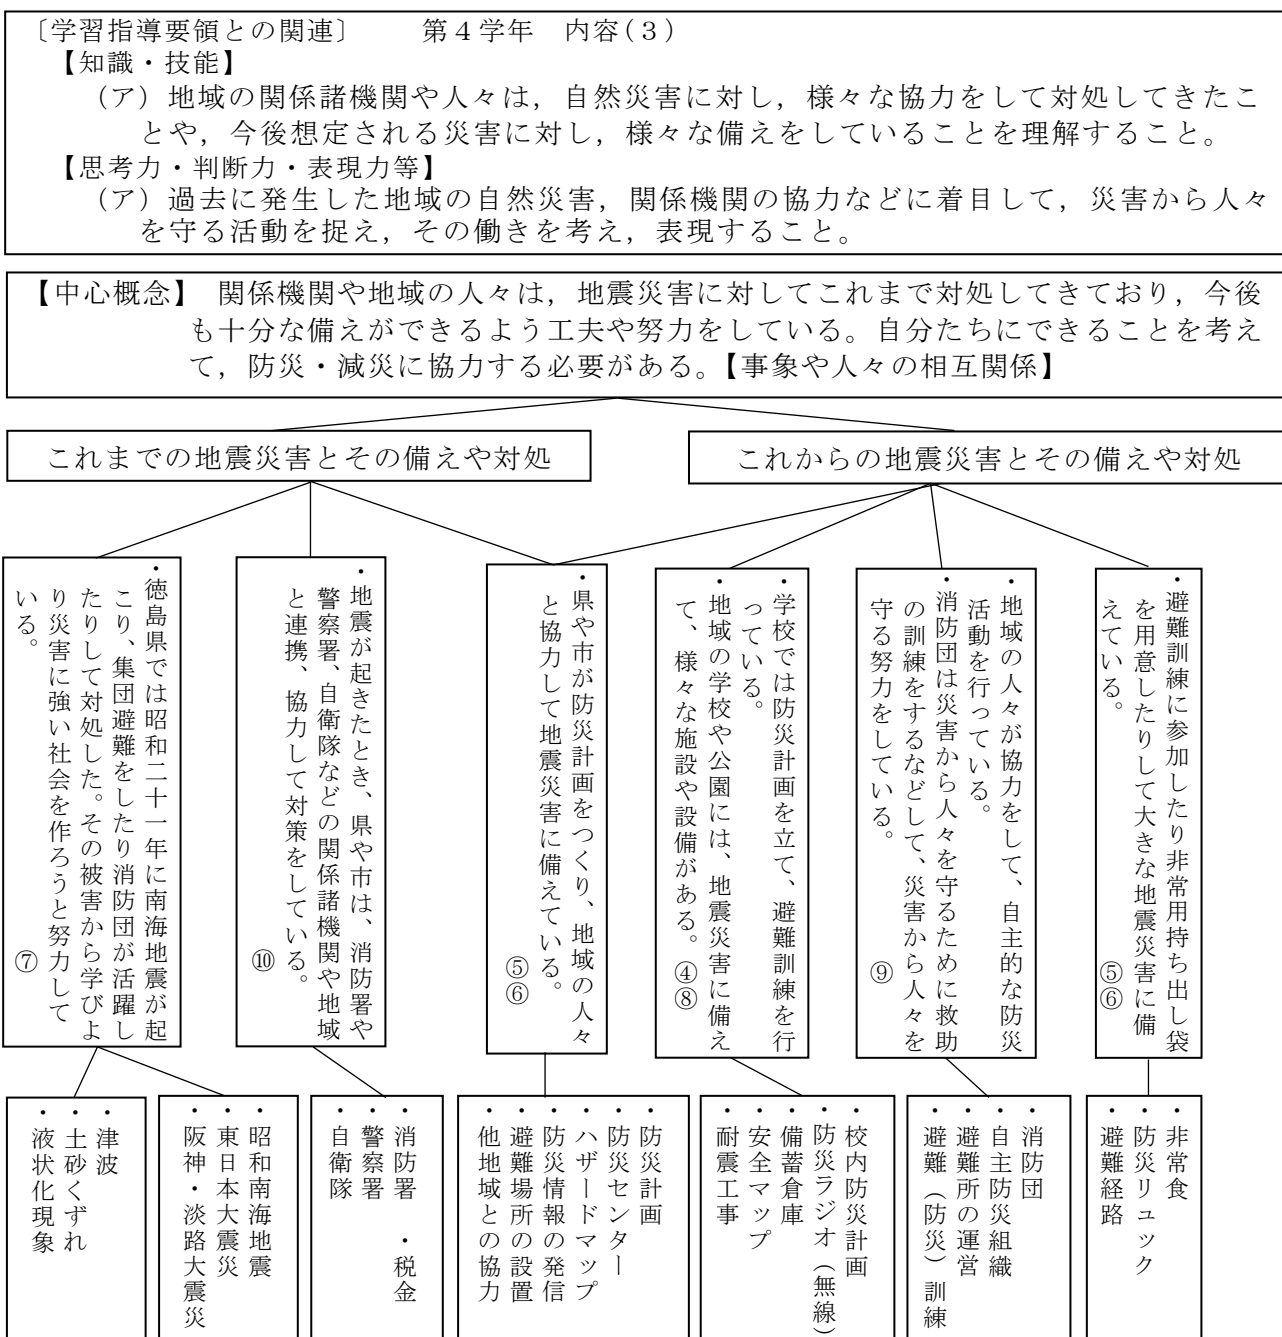 〔学習指導要領との関連〕　　第４学年　内容(３)
【知識・技能】
（ア）地域の関係諸機関や人々は，自然災害に対し，様々な協力をして対処してきたこ
とや，今後想定される災害に対し，様々な備えをしていることを理解すること。
【思考力・判断力・表現力等】
（ア）過去に発生した地域の自然災害，関係機関の協力などに着目して，災害から人々
を守る活動を捉え，その働きを考え，表現すること。
【中心概念】　関係機関や地域の人々は，地震災害に対してこれまで対処してきており，今後
も十分な備えができるよう工夫や努力をしている。自分たちにできることを考え
て，防災・減災に協力する必要がある。【事象や人々の相互関係】
これまでの地震災害とその備えや対処
これからの地震災害とその備えや対処
・徳島県では昭和二十一年に南海地震が起
こり、集団避難をしたり消防団が活躍し
たりして対処した。その被害から学びよ
り災害に強い社会を作ろうと努力して
いる。
⑦
・地震が起きたとき、県や市は、消防署や
警察署、自衛隊などの関係諸機関や地域
と連携、協力して対策をしている。
⑩
・県や市が防災計画をつくり、地域の人々
と協力して地震災害に備えている。
⑤⑥
・学校では防災計画を立て、避難訓練を行
っている。
・地域の学校や公園には、地震災害に備え
て、様々な施設や設備がある。
④⑧
・地域の人々が協力をして、自主的な防災
活動を行っている。
・消防団は災害から人々を守るために救助
の訓練をするなどして、災害から人々を
守る努力をしている。
⑨
・避難訓練に参加したり非常用持ち出し袋
を用意したりして大きな地震災害に備
えている。
⑤⑥
・津波
・土砂くずれ
・液状化現象
・昭和南海地震
・東日本大震災
・阪神・淡路大震災
・消防署　・税金
・警察署
・自衛隊
・防災計画
・防災センター
・ハザードマップ
・防災情報の発信
・避難場所の設置
・他地域との協力
・校内防災計画
・防災ラジオ（無線）
・備蓄倉庫
・安全マップ
・耐震工事
・消防団
・自主防災組織
・避難所の運営
・避難（防災）訓練
・非常食
・防災リュック
・避難経路